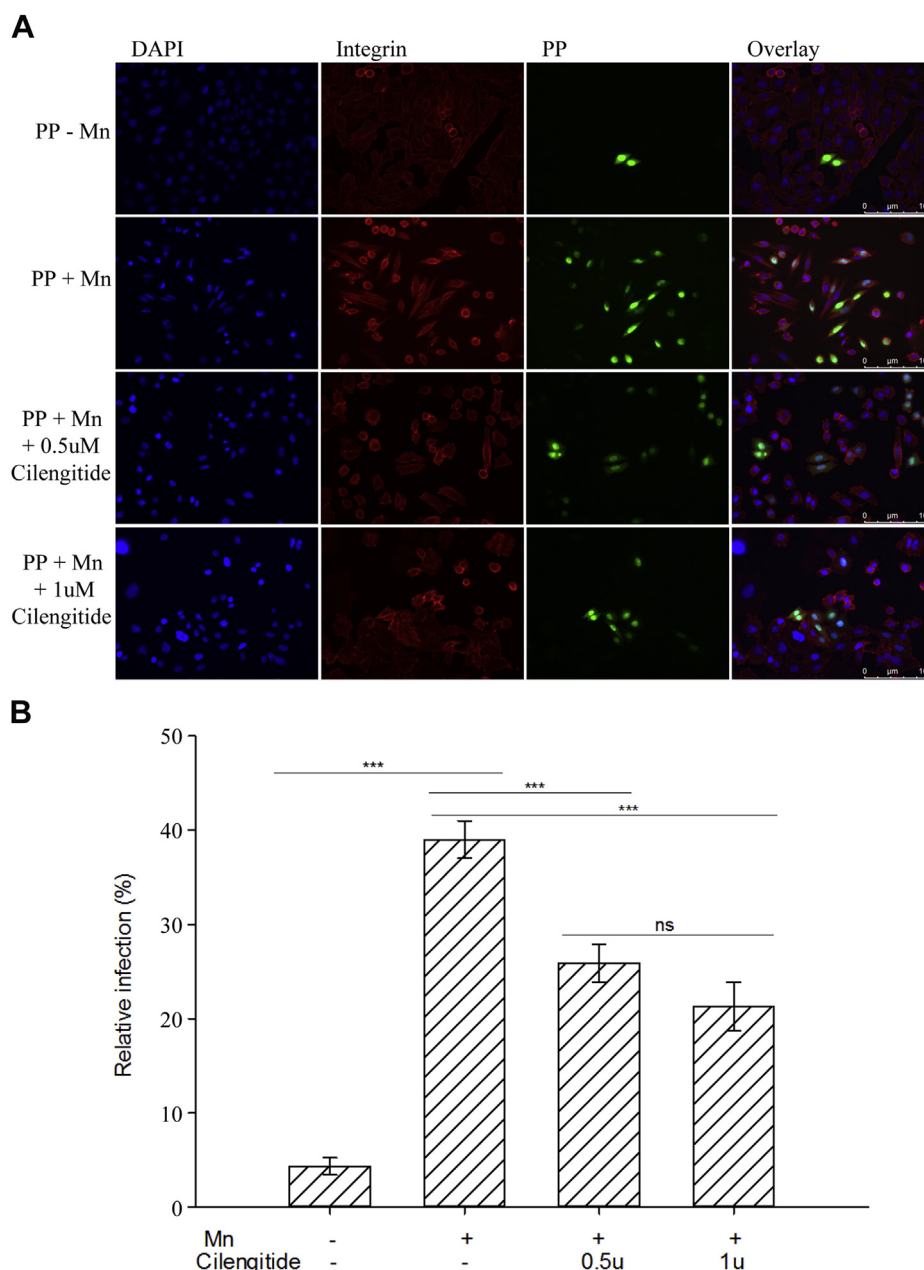 A
DAPI Integrin PP Overlay
PP - Mn
0 µm
PP + Mn
0 µm
PP + Mn
+ 0.5uM
Cilengitide
0 µm
PP + Mn
+ 1uM
Cilengitide
0 µm
B
Relative infection (%)
50
40
30
20
10
0
***
***
***
ns
Mn - + + +
Cilengitide - - 0.5u 1u